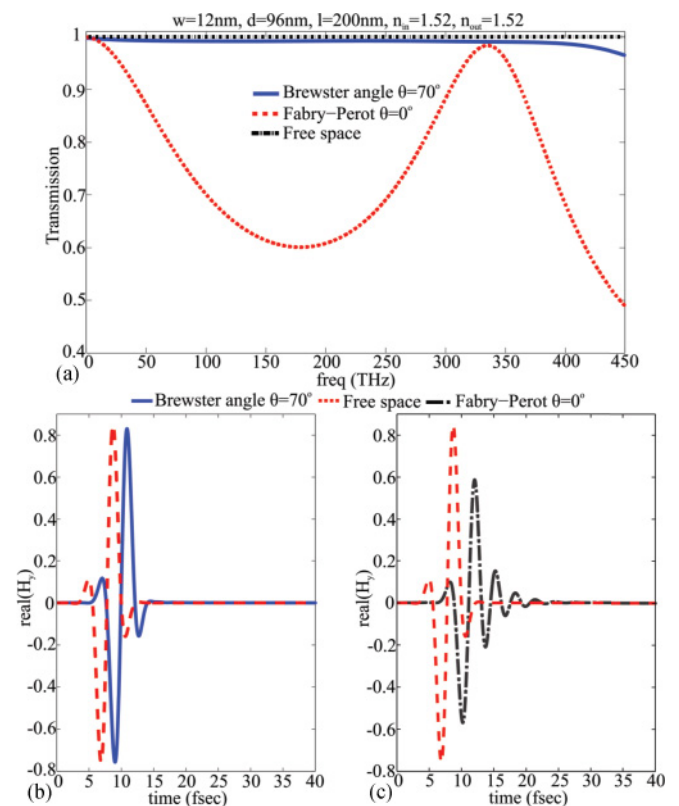 w=12nm, d=96nm, l=200nm, n_in=1.52, n_out=1.52
1
0.9
0.8
0.7
0.6
0.5
0.4
Transmission
Brewster angle θ=70°
Fabry−Perot θ=0°
Free space
0 50 100 150 200 250 300 350 400 450
freq (THz)
(a)
Brewster angle θ=70° Free space Fabry−Perot θ=0°
0.8
0.6
0.4
0.2
0
-0.2
-0.4
-0.6
-0.8
real(H_y)
0 5 10 15 20 25 30 35 40
time (fsec)
(b)
0.8
0.6
0.4
0.2
0
-0.2
-0.4
-0.6
-0.8
real(H_y)
0 5 10 15 20 25 30 35 40
time (fsec)
(c)